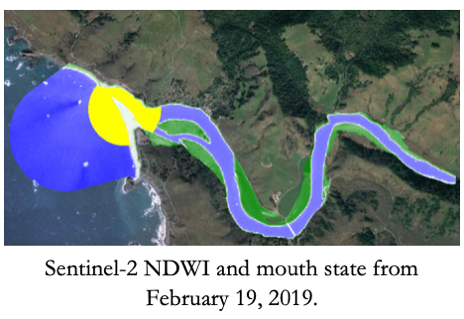 Sentinel-2 NDWI and mouth state from
February 19, 2019.